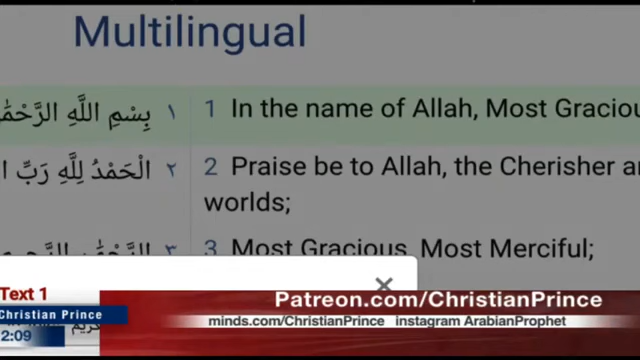 Multilingual
بِسْمِ اللَّهِ ١ 1 In the name of Allah, Most
الْحَمْدُ لِلَّهِ رَبِّ ٢ 2 Praise be to Allah, the Cherisher
worlds;
٣ 3 Most Gracious, Most Merciful;
×
Text 1
Patreon.com/ChristianPrince
Christian Prince
minds.com/ChristianPrince instagram ArabianProphet
2:09